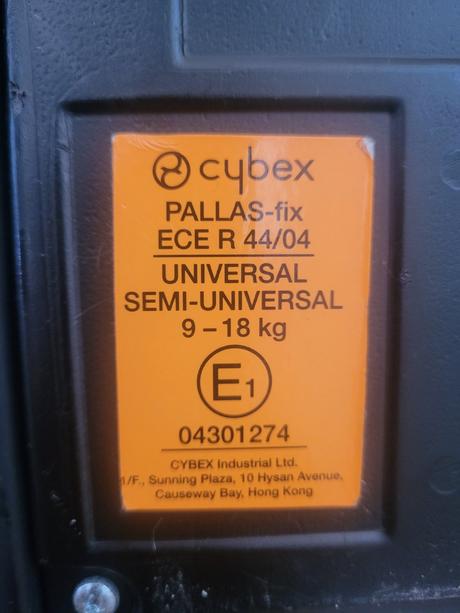 cybex
PALLAS-fix
ECE R 44/04
UNIVERSAL
SEMI-UNIVERSAL
9 – 18 kg
E1
04301274
CYBEX Industrial Ltd.
1/F., Sunning Plaza, 10 Hysan Avenue,
Causeway Bay, Hong Kong